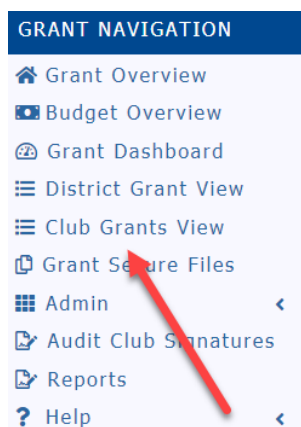 GRANT NAVIGATION
Grant Overview
Budget Overview
Grant Dashboard
District Grant View
Club Grants View
Grant Secure Files
Admin
Audit Club Signatures
Reports
Help